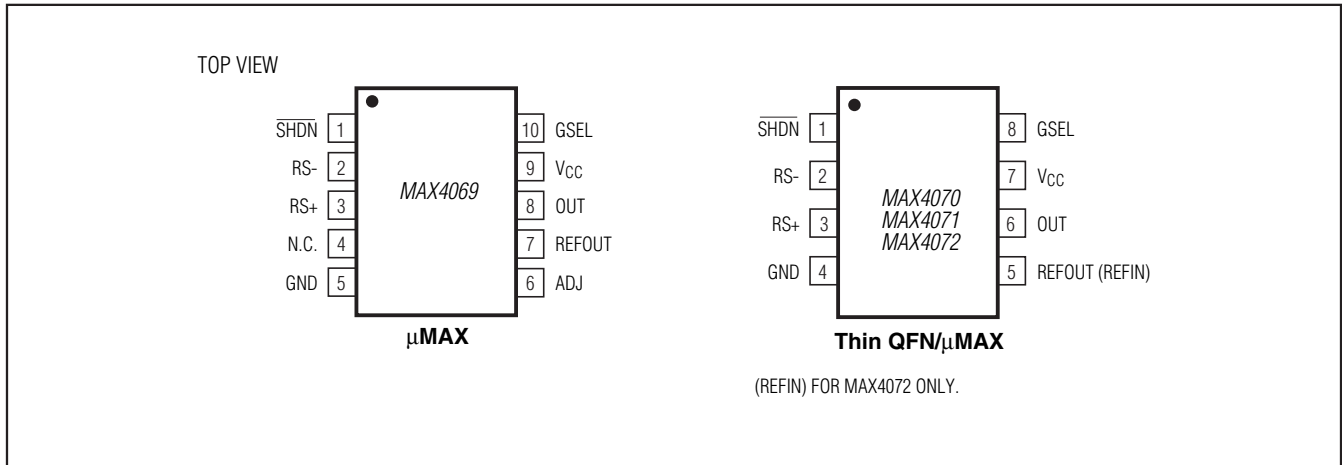 TOP VIEW
SHDN 1
RS- 2
RS+ 3
N.C. 4
GND 5
MAX4069
10 GSEL
9 VCC
8 OUT
7 REFOUT
6 ADJ
µMAX
SHDN 1
RS- 2
RS+ 3
GND 4
MAX4070
MAX4071
MAX4072
8 GSEL
7 VCC
6 OUT
5 REFOUT (REFIN)
Thin QFN/µMAX
(REFIN) FOR MAX4072 ONLY.